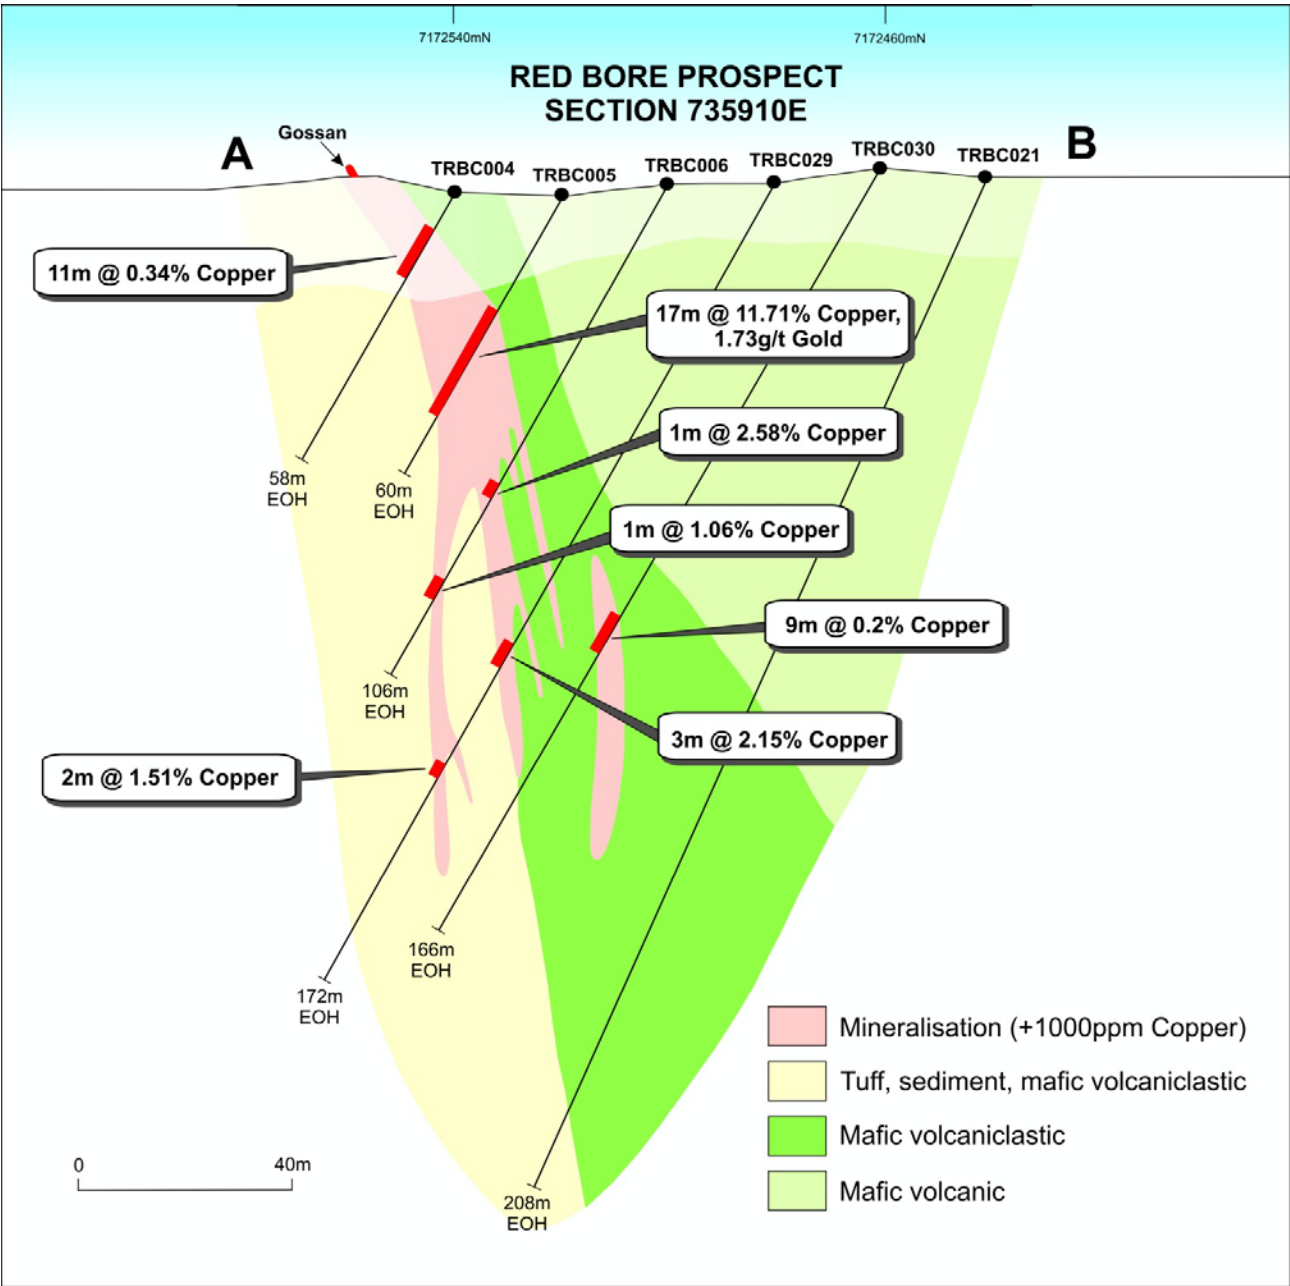 7172540mN
7172460mN
RED BORE PROSPECT
SECTION 735910E
Gossan
A
B
TRBC004
TRBC005
TRBC006
TRBC029
TRBC030
TRBC021
11m @ 0.34% Copper
17m @ 11.71% Copper,
1.73g/t Gold
1m @ 2.58% Copper
58m
EOH
60m
EOH
1m @ 1.06% Copper
9m @ 0.2% Copper
106m
EOH
3m @ 2.15% Copper
2m @ 1.51% Copper
166m
EOH
172m
EOH
Mineralisation (+1000ppm Copper)
Tuff, sediment, mafic volcaniclastic
Mafic volcaniclastic
Mafic volcanic
0
40m
208m
EOH